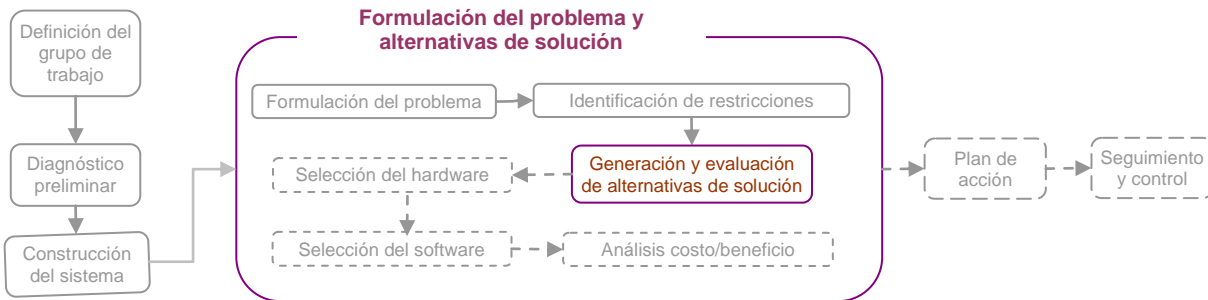 Formulación del problema y
alternativas de solución
Definición del
grupo de
trabajo
Diagnóstico
preliminar
Construcción
del sistema
Formulación del problema
Identificación de restricciones
Generación y evaluación
de alternativas de solución
Selección del hardware
Selección del software
Análisis costo/beneficio
Plan de
acción
Seguimiento
y control